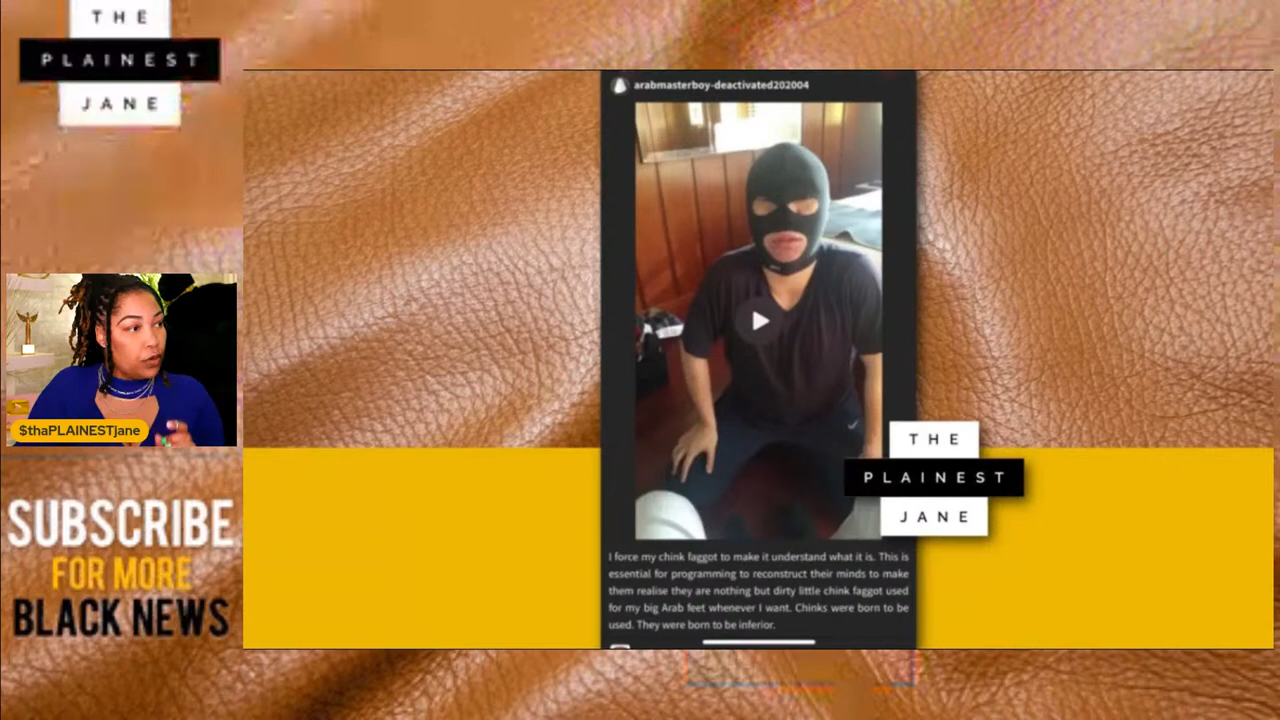 THE
PLAINEST
JANE
arabmasterboy-deactivated202004
$thaPLAINESTjane
THE
PLAINEST
JANE
SUBSCRIBE
FOR MORE
BLACK NEWS
I force my chink faggot to make it understand what it is. This is
essential for programming to reconstruct their minds to make
them realise they are nothing but dirty little chink faggot used
for my big Arab feet whenever I want. Chinks were born to be
used. They were born to be inferior.